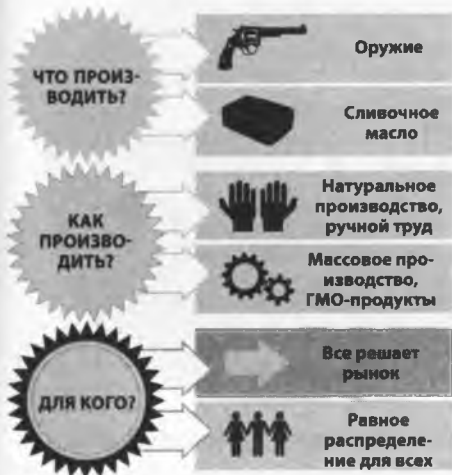 ЧТО ПРОИЗ-
ВОДИТЬ?
Оружие
Сливочное
масло
КАК
ПРОИЗВО-
ДИТЬ?
Натуральное
производство,
ручной труд
Массовое про-
изводство,
ГМО-продукты
ДЛЯ КОГО?
Все решает
рынок
Равное
распределе-
ние для всех